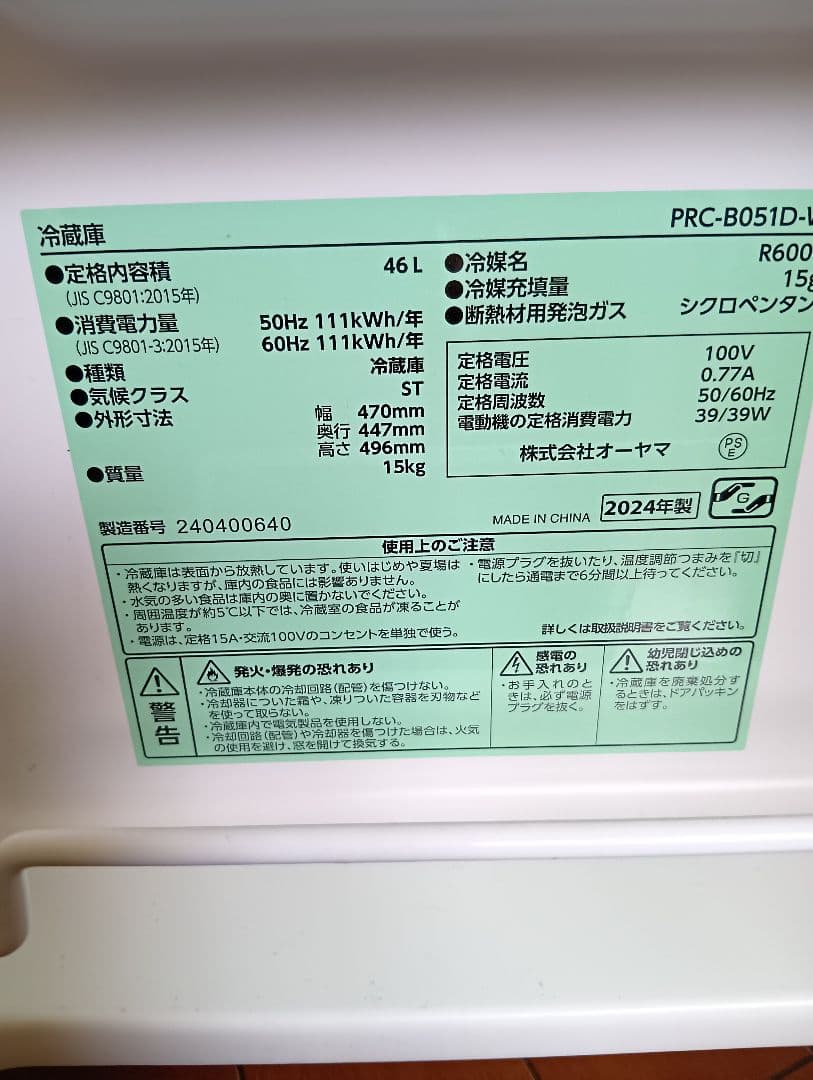 冷蔵庫
PRC-B051D-
●定格内容積 46L
(JIS C9801:2015年)
●消費電力量 50Hz 111kWh/年
(JIS C9801-3:2015年) 60Hz 111kWh/年
●種類 冷蔵庫
●気候クラス ST
●外形寸法 幅 470mm
奥行 447mm
高さ 496mm
●質量 15kg
●冷媒名 R600
●冷媒充填量 15g
●断熱材用発泡ガス シクロペンタン
定格電圧 100V
定格電流 0.77A
定格周波数 50/60Hz
電動機の定格消費電力 39/39W
株式会社オーヤマ PS E
製造番号 240400640
MADE IN CHINA 2024年製 G
使用上のご注意
・冷蔵庫は表面から放熱しています。使いはじめや夏場は
熱くなりますが、庫内の食品には影響ありません。
・水気の多い食品は庫内の奥に置かないでください。
・周囲温度が約5℃以下では、冷蔵室の食品が凍ることが
あります。
・電源は、定格15A・交流100Vのコンセントを単独で使う。
・電源プラグを抜いたり、温度調節つまみを『切』
にしたら通電まで6分間以上待ってください。
詳しくは取扱説明書をご覧ください。
警告
発火・爆発の恐れあり
・冷蔵庫本体の冷却回路(配管)を傷つけない。
・冷却器についた霜や、凍りついた容器を刃物など
を使って取らない。
・冷蔵庫内で電気製品を使用しない。
・冷却回路(配管)や冷却器を傷つけた場合は、火気
の使用を避け、窓を開けて換気する。
感電の
恐れあり
・お手入れのと
きは、必ず電源
プラグを抜く。
幼児閉じ込めの
恐れあり
・冷蔵庫を廃棄処分す
るときは、ドアパッキン
をはずす。